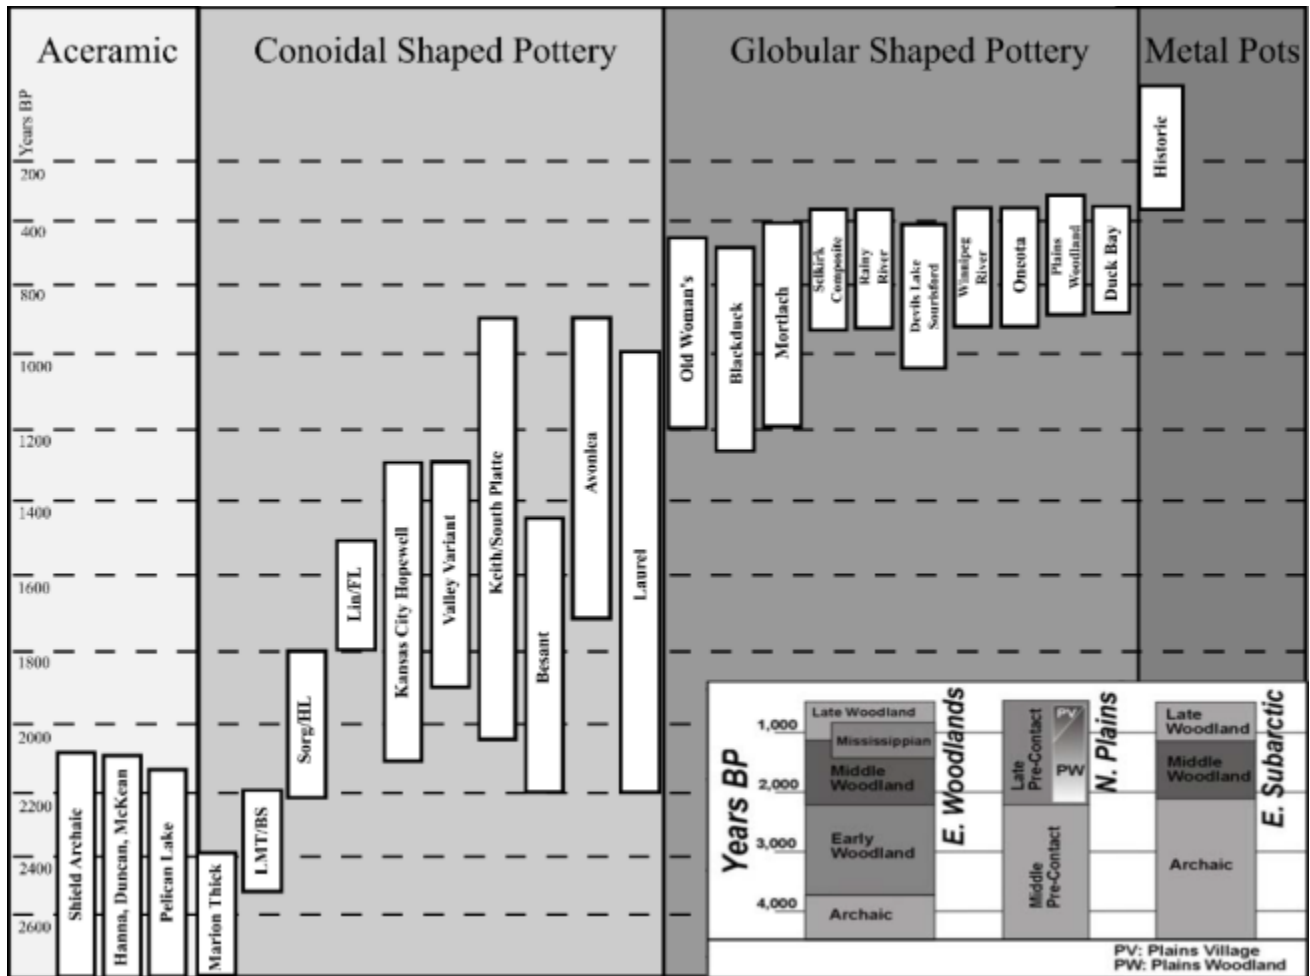 Aceramic
Conoidal Shaped Pottery
Globular Shaped Pottery
Metal Pots
Years BP
200
400
800
1000
1200
1400
1600
1800
2000
2200
2400
2600
Shield Archaic
Hanna, Duncan, McKean
Pelican Lake
Marion Thick
LMT/BS
Sorg/HL
Lin/FL
Kansas City Hopewell
Valley Variant
Keith/South Platte
Besant
Avonlea
Laurel
Old Woman's
Blackduck
Mortlach
Selkirk
Composite
Rainy
River
Devils Lake
Sourisford
Winnipeg
River
Oneota
Plains
Woodland
Duck Bay
Historic
Years BP
1,000
2,000
3,000
4,000
Late Woodland
Mississippian
Middle
Woodland
Early
Woodland
Archaic
E. Woodlands
Late
Pre-Contact
PV
PW
Middle
Pre-Contact
N. Plains
Late
Woodland
Middle
Woodland
Archaic
E. Subarctic
PV: Plains Village
PW: Plains Woodland